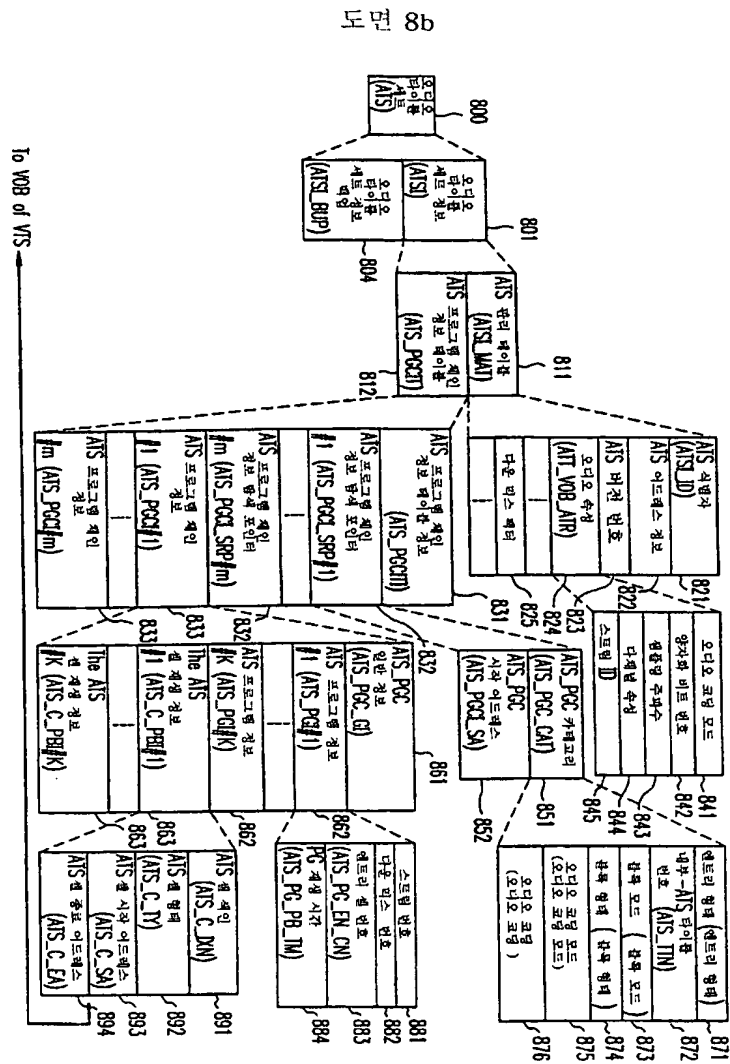 도면 8b
오디오
타이틀
세트
(ATS)
800
오디오
타이틀
세트 정보
(ATSI)
801
오디오
타이틀
세트 정보
백업
(ATSI_BUP)
804
ATS 관리 테이블
(ATSI_MAT)
811
ATS 프로그램 체인
정보 테이블
(ATS_PGCIT)
812
ATS 식별자
(ATSI_ID)
821
ATS 어드레스 정보
822
ATS 버전 번호
823
오디오 속성
(ATT_VOB_ATR)
824
다운 믹스 팩터
825
ATS 프로그램 체인
정보 테이블 정보
(ATS_PGCITI)
831
ATS 프로그램 체인
정보 탐색 포인터
#1 (ATS_PGCI_SRP#1)
832
ATS 프로그램 체인
정보 탐색 포인터
#m (ATS_PGCI_SRP#m)
832
ATS 프로그램 체인
정보
#1 (ATS_PGCI#1)
833
ATS 프로그램 체인
정보
#m (ATS_PGCI#m)
833
오디오 코딩 모드
841
양자화 비트 번호
842
샘플링 주파수
843
다채널 속성
844
스트림 ID
845
ATS_PGC 카테고리
(ATS_PGC_CAT)
851
ATS_PGC
시작 어드레스
(ATS_PGCI_SA)
852
ATS_PGC
일반 정보
(ATS_PGC_GI)
861
ATS 프로그램 정보
#1 (ATS_PGI#1)
862
ATS 프로그램 정보
#K (ATS_PGI#K)
862
The ATS
셀 재생 정보
#1 (ATS_C_PBI#1)
863
The ATS
셀 재생 정보
#K (ATS_C_PBI#K)
863
엔트리 형태 (엔트리 형태)
871
내부-ATS 타이틀
번호
(ATS_TTN)
872
블록 모드 (블록 모드)
873
블록 형태 (블록 형태)
874
오디오 코딩 모드
(오디오 코딩 모드)
875
오디오 코딩
(오디오 코딩)
876
스트림 번호
881
다운 믹스 번호
882
엔트리 셀 번호
(ATS_PG_EN_CN)
883
PG 재생 시간
(ATS_PG_PB_TM)
884
ATS 셀 체인
(ATS_C_IXN)
891
ATS 셀 형태
(ATS_C_TY)
892
ATS 셀 시작 어드레스
(ATS_C_SA)
893
ATS 셀 종료 어드레스
(ATS_C_EA)
894
To VOB of VTS